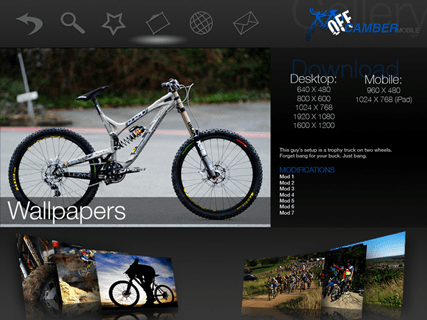 Gallery
OFF
CAMBER MOBILE
Download
Desktop:
640 X 480
800 X 600
1024 X 768
1920 X 1080
1600 X 1200
Mobile:
960 X 480
1024 X 768 (iPad)
This guy's setup is a trophy truck on two wheels.
Forget bang for your buck. Just bang.
MODIFICATIONS
Mod 1
Mod 2
Mod 3
Mod 4
Mod 5
Mod 6
Mod 7
Wallpapers